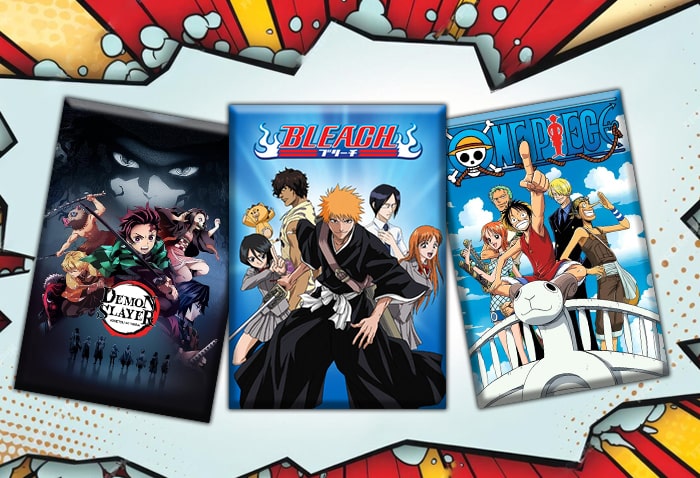 DEMON
SLAYER
BLEACH
ブリーチ
ONE PIECE